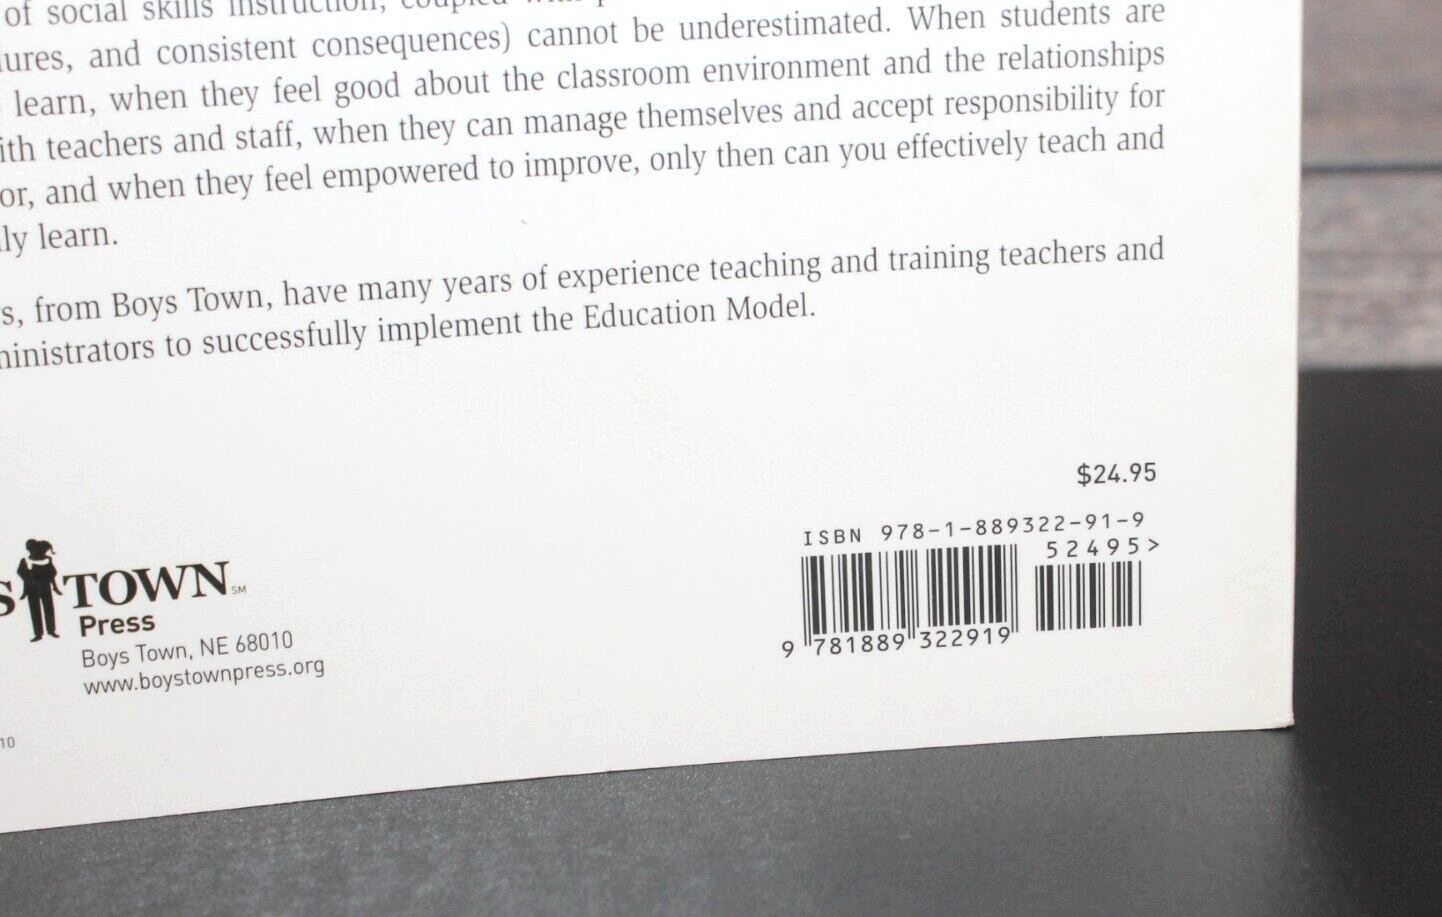 of social skills instruction, coupled with
ures, and consistent consequences) cannot be underestimated. When students are
learn, when they feel good about the classroom environment and the relationships
ith teachers and staff, when they can manage themselves and accept responsibility for
or, and when they feel empowered to improve, only then can you effectively teach and
lly learn.
s, from Boys Town, have many years of experience teaching and training teachers and
ministrators to successfully implement the Education Model.
$24.95
ISBN 978-1-889322-91-9
52495>
9 781889 322919
S TOWN SM
Press
Boys Town, NE 68010
www.boystownpress.org
10